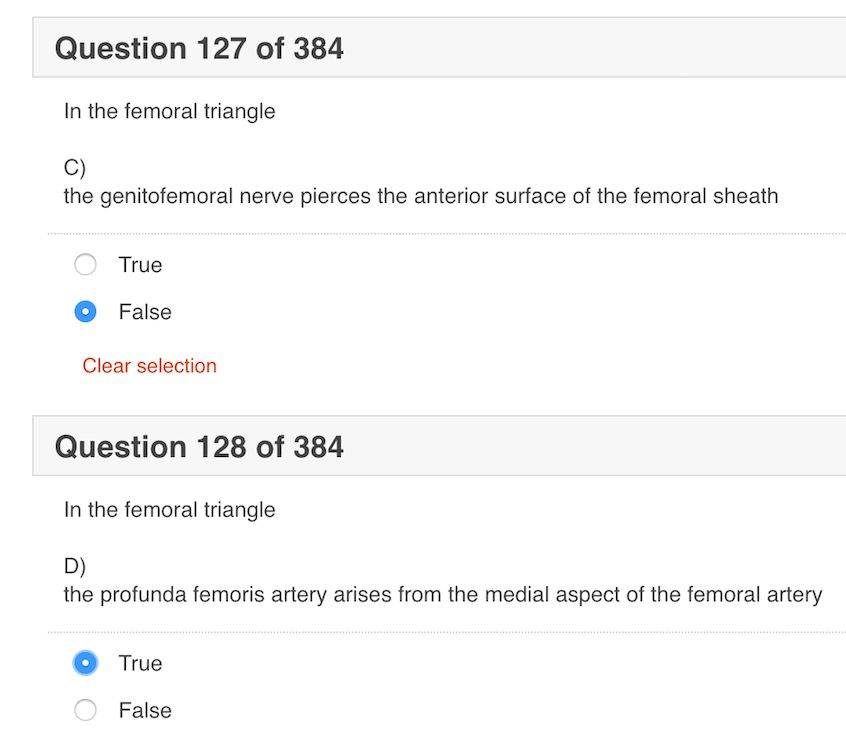 Question 127 of 384
In the femoral triangle
C)
the genitofemoral nerve pierces the anterior surface of the femoral sheath
True
False
Clear selection
Question 128 of 384
In the femoral triangle
D)
the profunda femoris artery arises from the medial aspect of the femoral artery
True
False